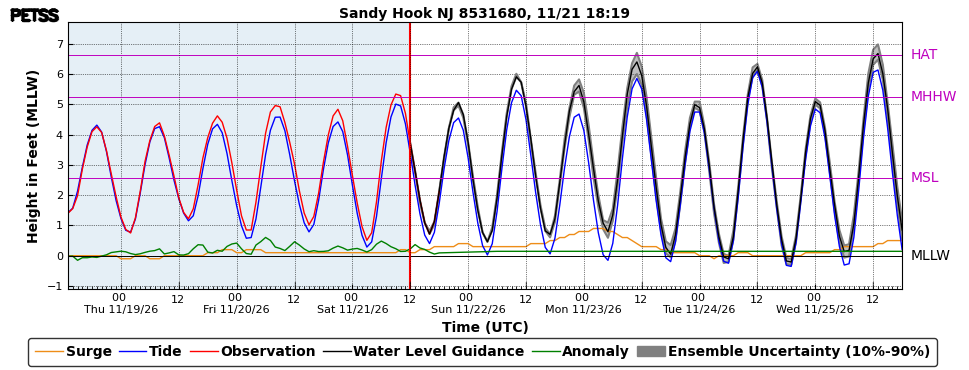 PETSS
Sandy Hook NJ 8531680, 11/21 18:19
Height in Feet (MLLW)
7
6
5
4
3
2
1
0
−1
HAT
MHHW
MSL
MLLW
00 12 00 12 00 12 00 12 00 12 00 12 00 12
Thu 11/19/26 Fri 11/20/26 Sat 11/21/26 Sun 11/22/26 Mon 11/23/26 Tue 11/24/26 Wed 11/25/26
Time (UTC)
Surge Tide Observation Water Level Guidance Anomaly Ensemble Uncertainty (10%-90%)